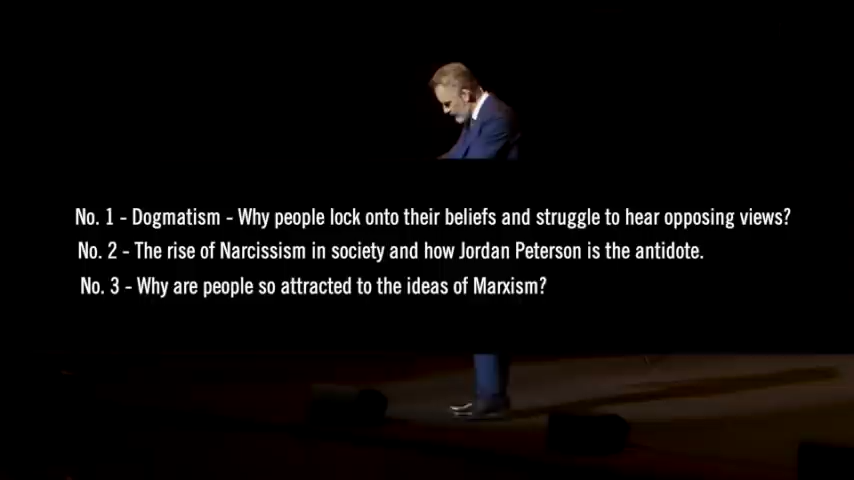 No. 1 - Dogmatism - Why people lock onto their beliefs and struggle to hear opposing views?
No. 2 - The rise of Narcissism in society and how Jordan Peterson is the antidote.
No. 3 - Why are people so attracted to the ideas of Marxism?